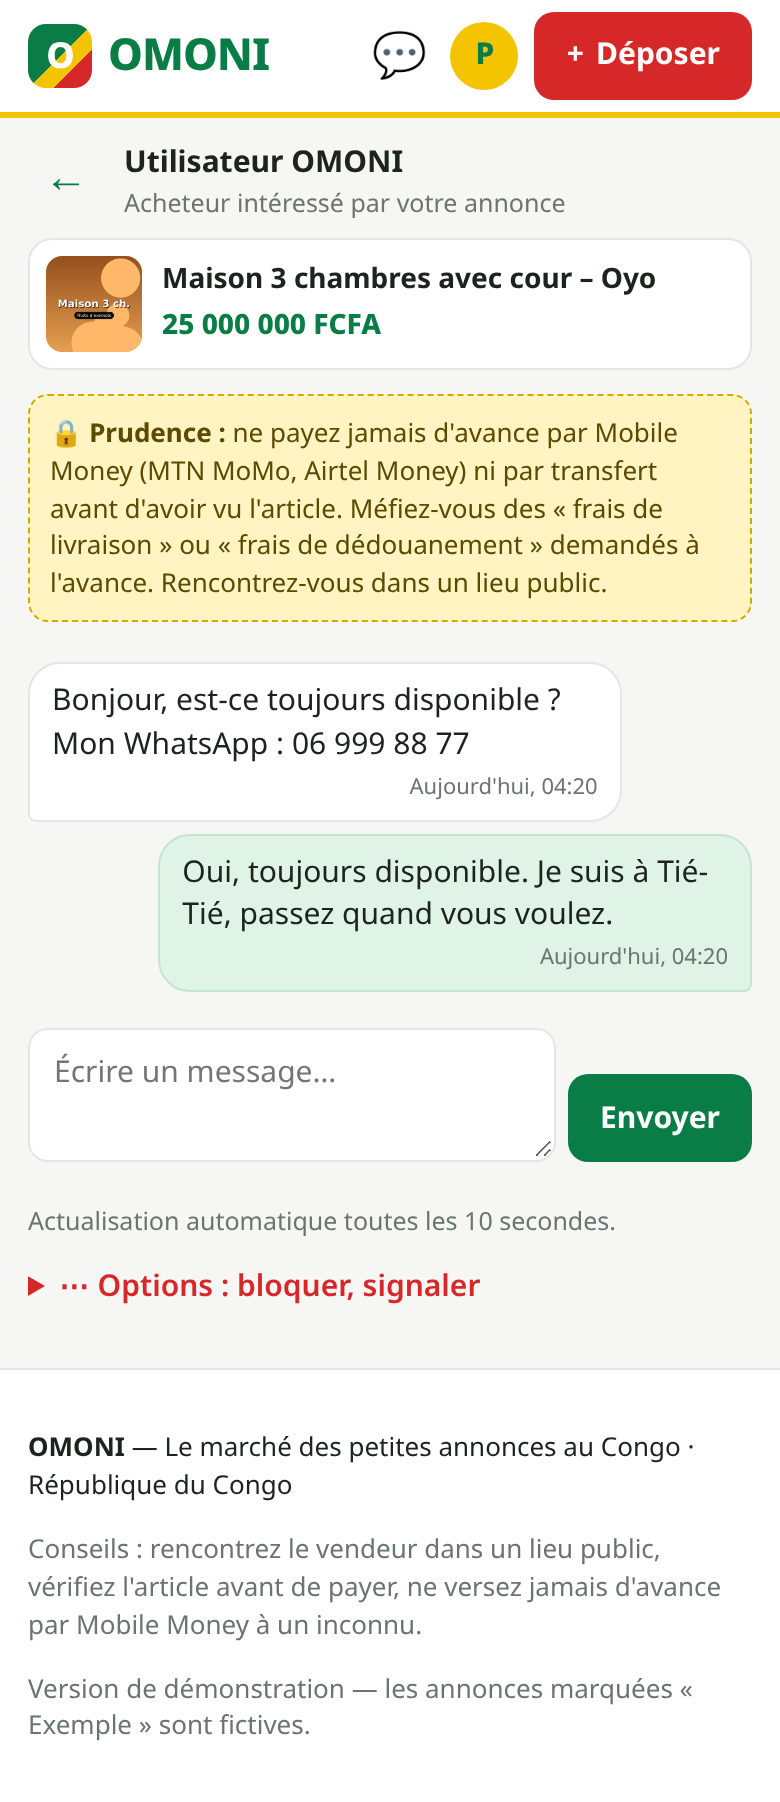 O OMONI
P
+ Déposer
←
Utilisateur OMONI
Acheteur intéressé par votre annonce
Maison 3 ch.
Photo d'exemple
Maison 3 chambres avec cour – Oyo
25 000 000 FCFA
🔒 Prudence : ne payez jamais d'avance par Mobile
Money (MTN MoMo, Airtel Money) ni par transfert
avant d'avoir vu l'article. Méfiez-vous des « frais de
livraison » ou « frais de dédouanement » demandés à
l'avance. Rencontrez-vous dans un lieu public.
Bonjour, est-ce toujours disponible ?
Mon WhatsApp : 06 999 88 77
Aujourd'hui, 04:20
Oui, toujours disponible. Je suis à Tié-
Tié, passez quand vous voulez.
Aujourd'hui, 04:20
Écrire un message...
Envoyer
Actualisation automatique toutes les 10 secondes.
▶ ⋯ Options : bloquer, signaler
OMONI — Le marché des petites annonces au Congo ·
République du Congo
Conseils : rencontrez le vendeur dans un lieu public,
vérifiez l'article avant de payer, ne versez jamais d'avance
par Mobile Money à un inconnu.
Version de démonstration — les annonces marquées «
Exemple » sont fictives.